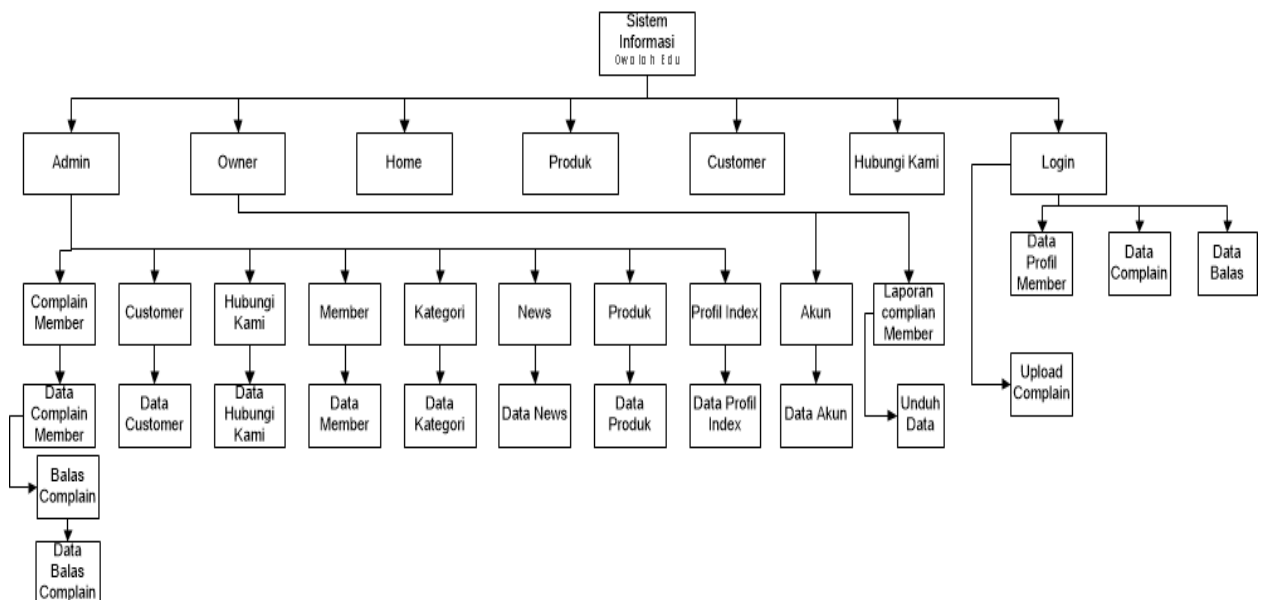 Sistem
Informasi
Owalah Edu
Admin
Owner
Home
Produk
Customer
Hubungi Kami
Login
Data
Profil
Member
Data
Complain
Data
Balas
Complain
Member
Customer
Hubungi
Kami
Member
Kategori
News
Produk
Profil Index
Akun
Laporan
complian
Member
Upload
Complain
Data
Complain
Member
Data
Customer
Data
Hubungi
Kami
Data
Member
Data
Kategori
Data News
Data
Produk
Data Profil
Index
Data Akun
Unduh
Data
Balas
Complain
Data
Balas
Complain